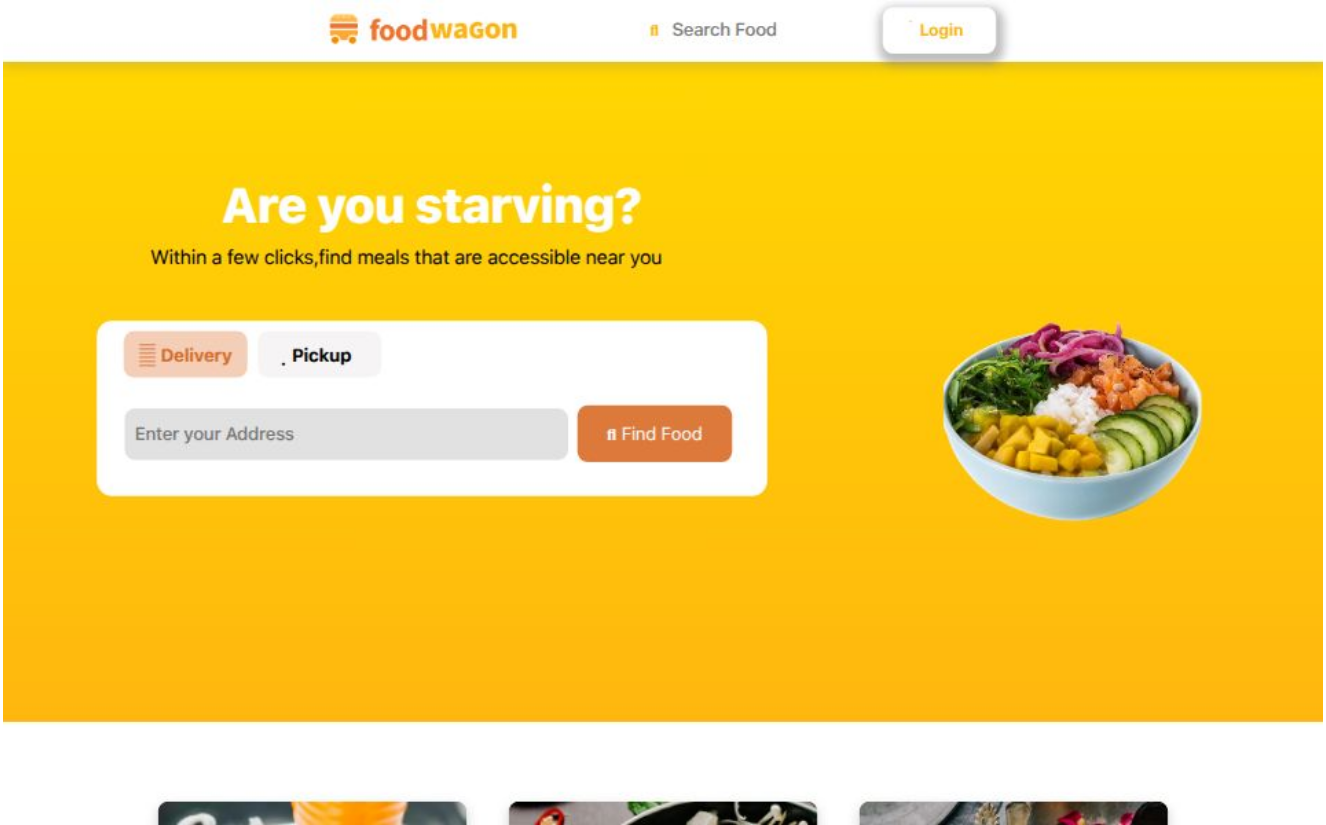 foodwagon
Search Food
Login
Are you starving?
Within a few clicks,find meals that are accessible near you
Delivery
Pickup
Enter your Address
Find Food